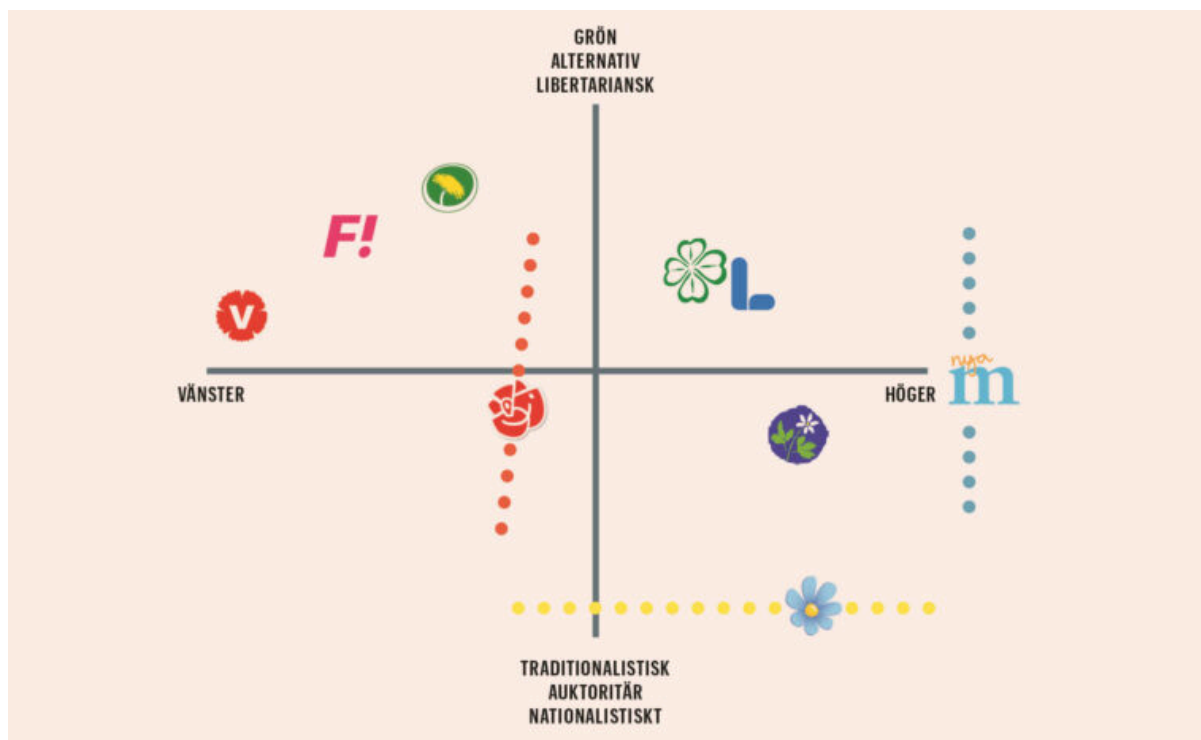 GRÖN
ALTERNATIV
LIBERTARIANSK
F!
V
L
VÄNSTER
HÖGER
nya
m
TRADITIONALISTISK
AUKTORITÄR
NATIONALISTISKT